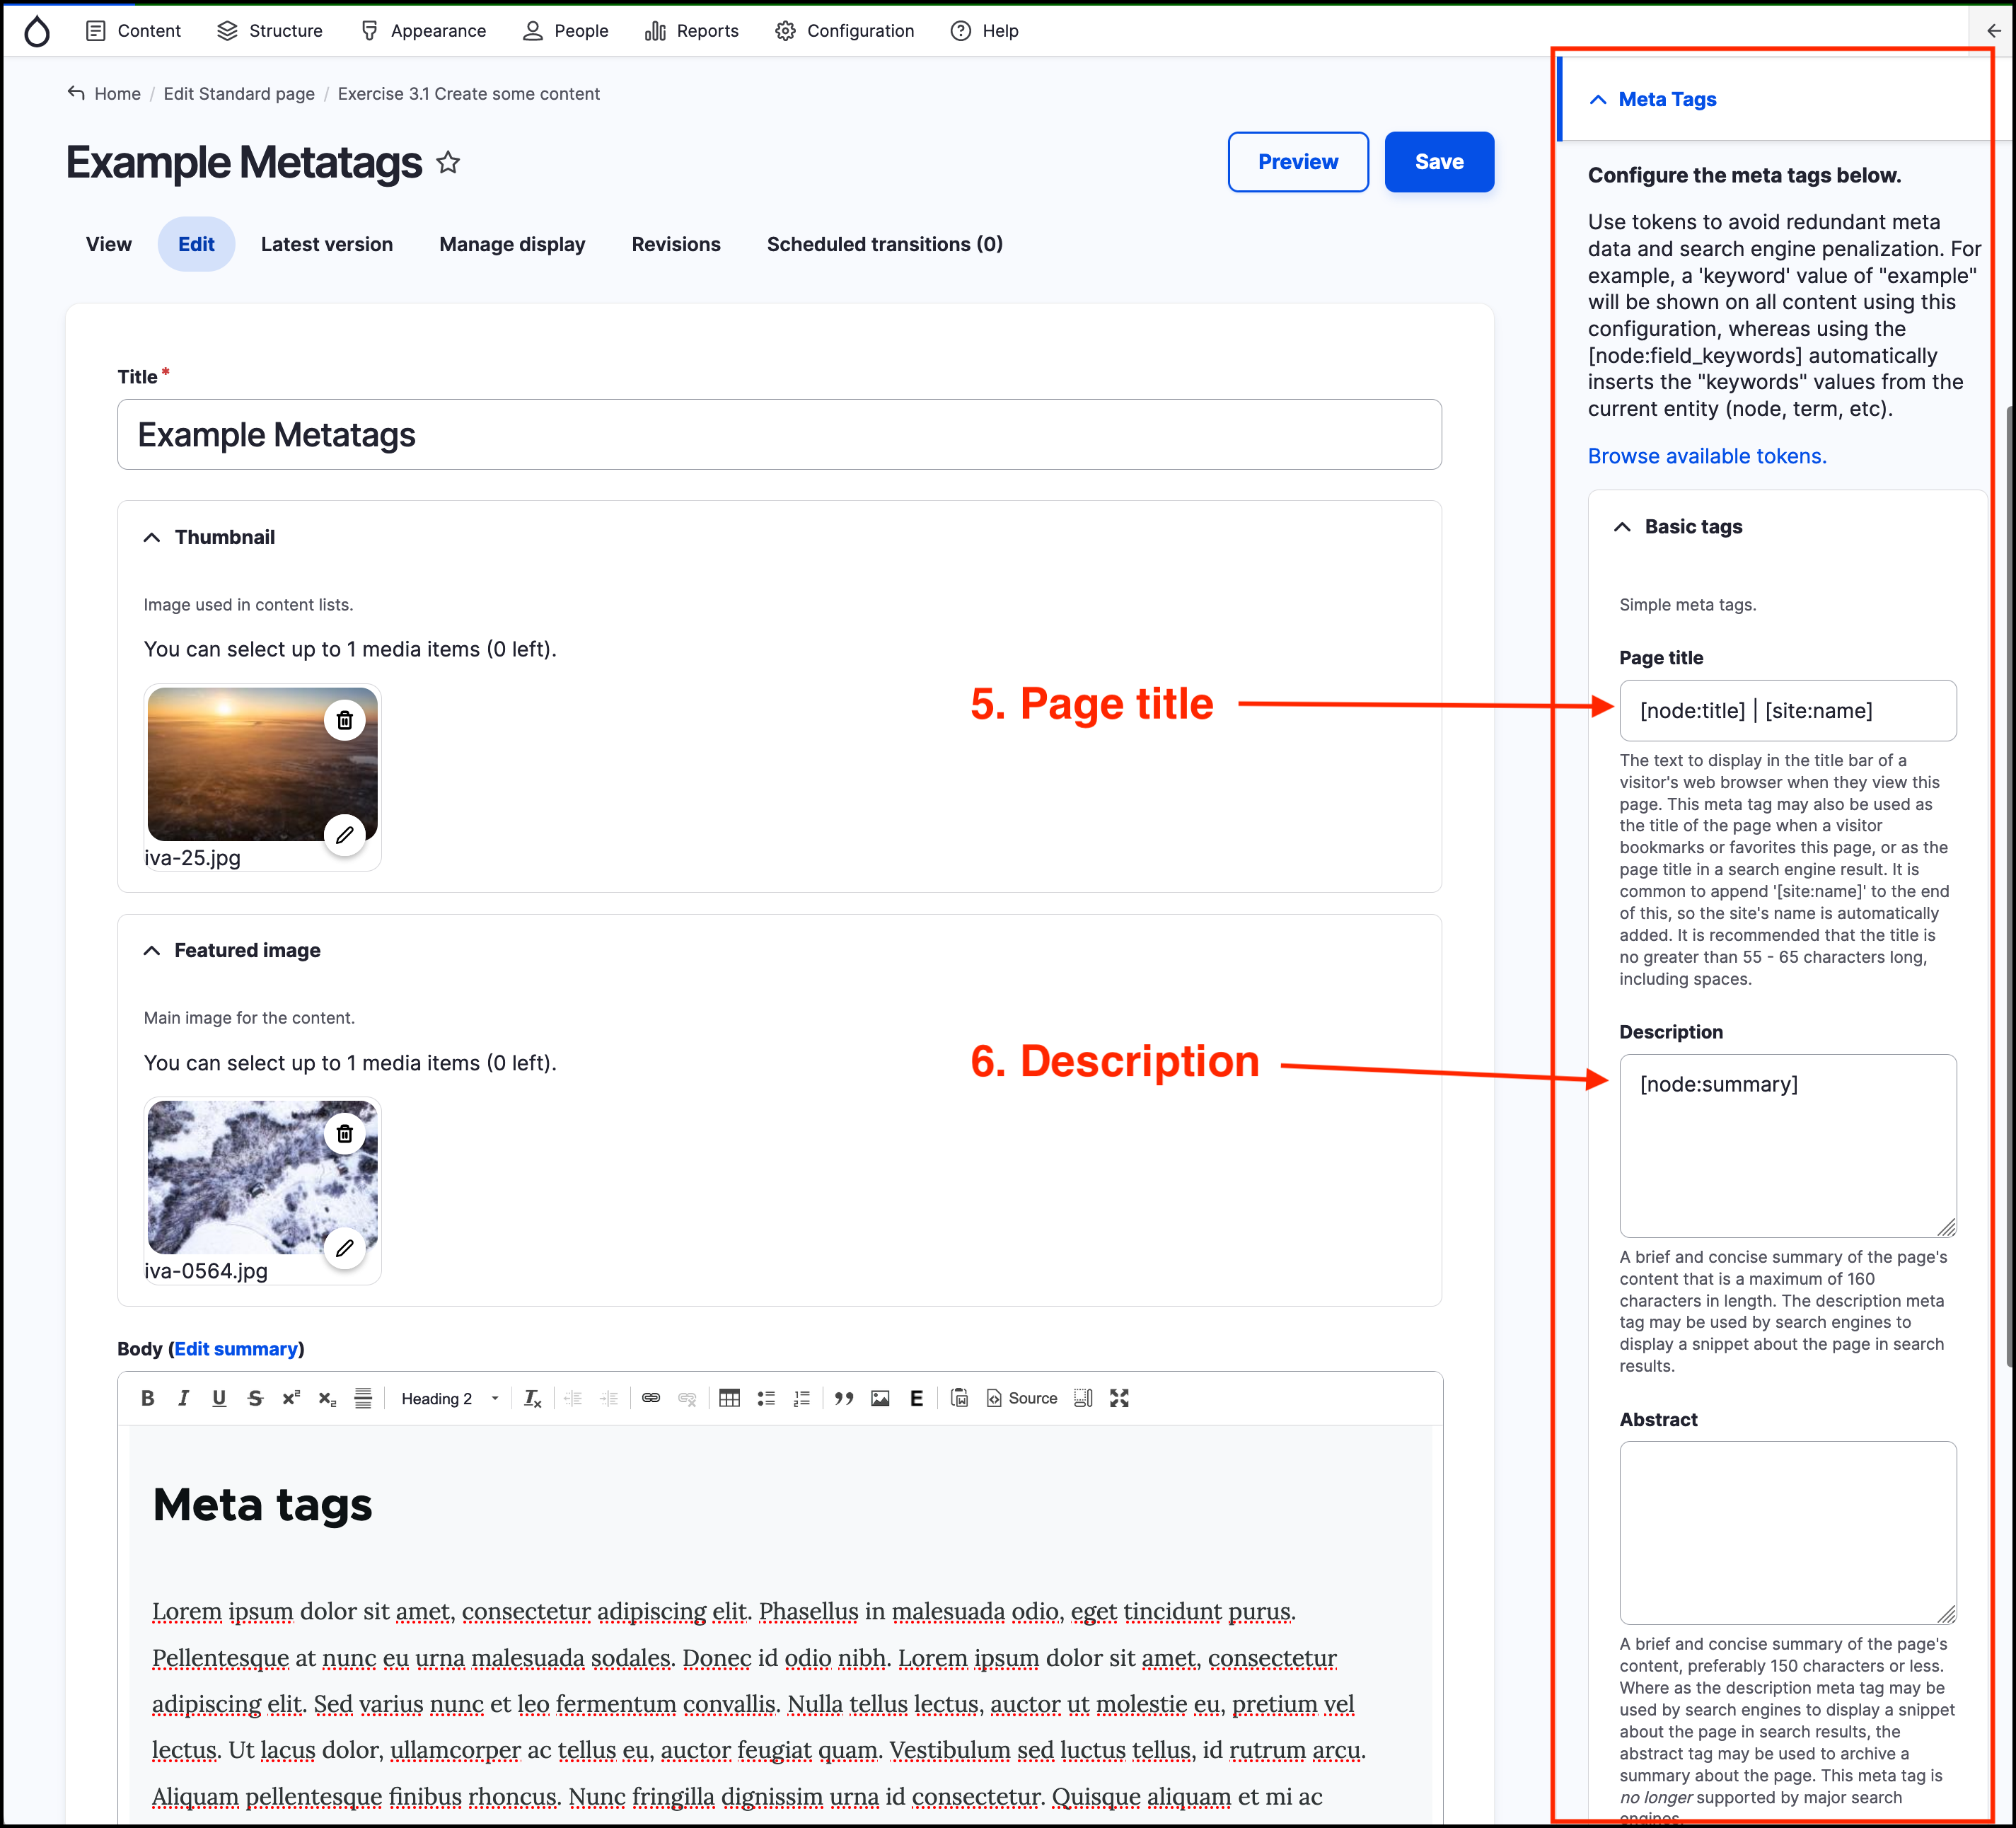 Content Structure Appearance People Reports Configuration Help
Home / Edit Standard page / Exercise 3.1 Create some content
Example Metatags
Preview Save
View Edit Latest version Manage display Revisions Scheduled transitions (0)
Title *
Example Metatags
Thumbnail
Image used in content lists.
You can select up to 1 media items (0 left).
iva-25.jpg
Featured image
Main image for the content.
You can select up to 1 media items (0 left).
iva-0564.jpg
Body (Edit summary)
B I U S x² x₂ Heading 2 Tx E Source
Meta tags
Lorem ipsum dolor sit amet, consectetur adipiscing elit. Phasellus in malesuada odio, eget tincidunt purus.
Pellentesque at nunc eu urna malesuada sodales. Donec id odio nibh. Lorem ipsum dolor sit amet, consectetur
adipiscing elit. Sed varius nunc et leo fermentum convallis. Nulla tellus lectus, auctor ut molestie eu, pretium vel
lectus. Ut lacus dolor, ullamcorper ac tellus eu, auctor feugiat quam. Vestibulum sed luctus tellus, id rutrum arcu.
Aliquam pellentesque finibus rhoncus. Nunc fringilla dignissim urna id consectetur. Quisque aliquam et mi ac
5. Page title
6. Description
Meta Tags
Configure the meta tags below.
Use tokens to avoid redundant meta
data and search engine penalization. For
example, a 'keyword' value of "example"
will be shown on all content using this
configuration, whereas using the
[node:field_keywords] automatically
inserts the "keywords" values from the
current entity (node, term, etc).
Browse available tokens.
Basic tags
Simple meta tags.
Page title
[node:title] | [site:name]
The text to display in the title bar of a
visitor's web browser when they view this
page. This meta tag may also be used as
the title of the page when a visitor
bookmarks or favorites this page, or as the
page title in a search engine result. It is
common to append '[site:name]' to the end
of this, so the site's name is automatically
added. It is recommended that the title is
no greater than 55 - 65 characters long,
including spaces.
Description
[node:summary]
A brief and concise summary of the page's
content that is a maximum of 160
characters in length. The description meta
tag may be used by search engines to
display a snippet about the page in search
results.
Abstract
A brief and concise summary of the page's
content, preferably 150 characters or less.
Where as the description meta tag may be
used by search engines to display a snippet
about the page in search results, the
abstract tag may be used to archive a
summary about the page. This meta tag is
no longer supported by major search
engines.